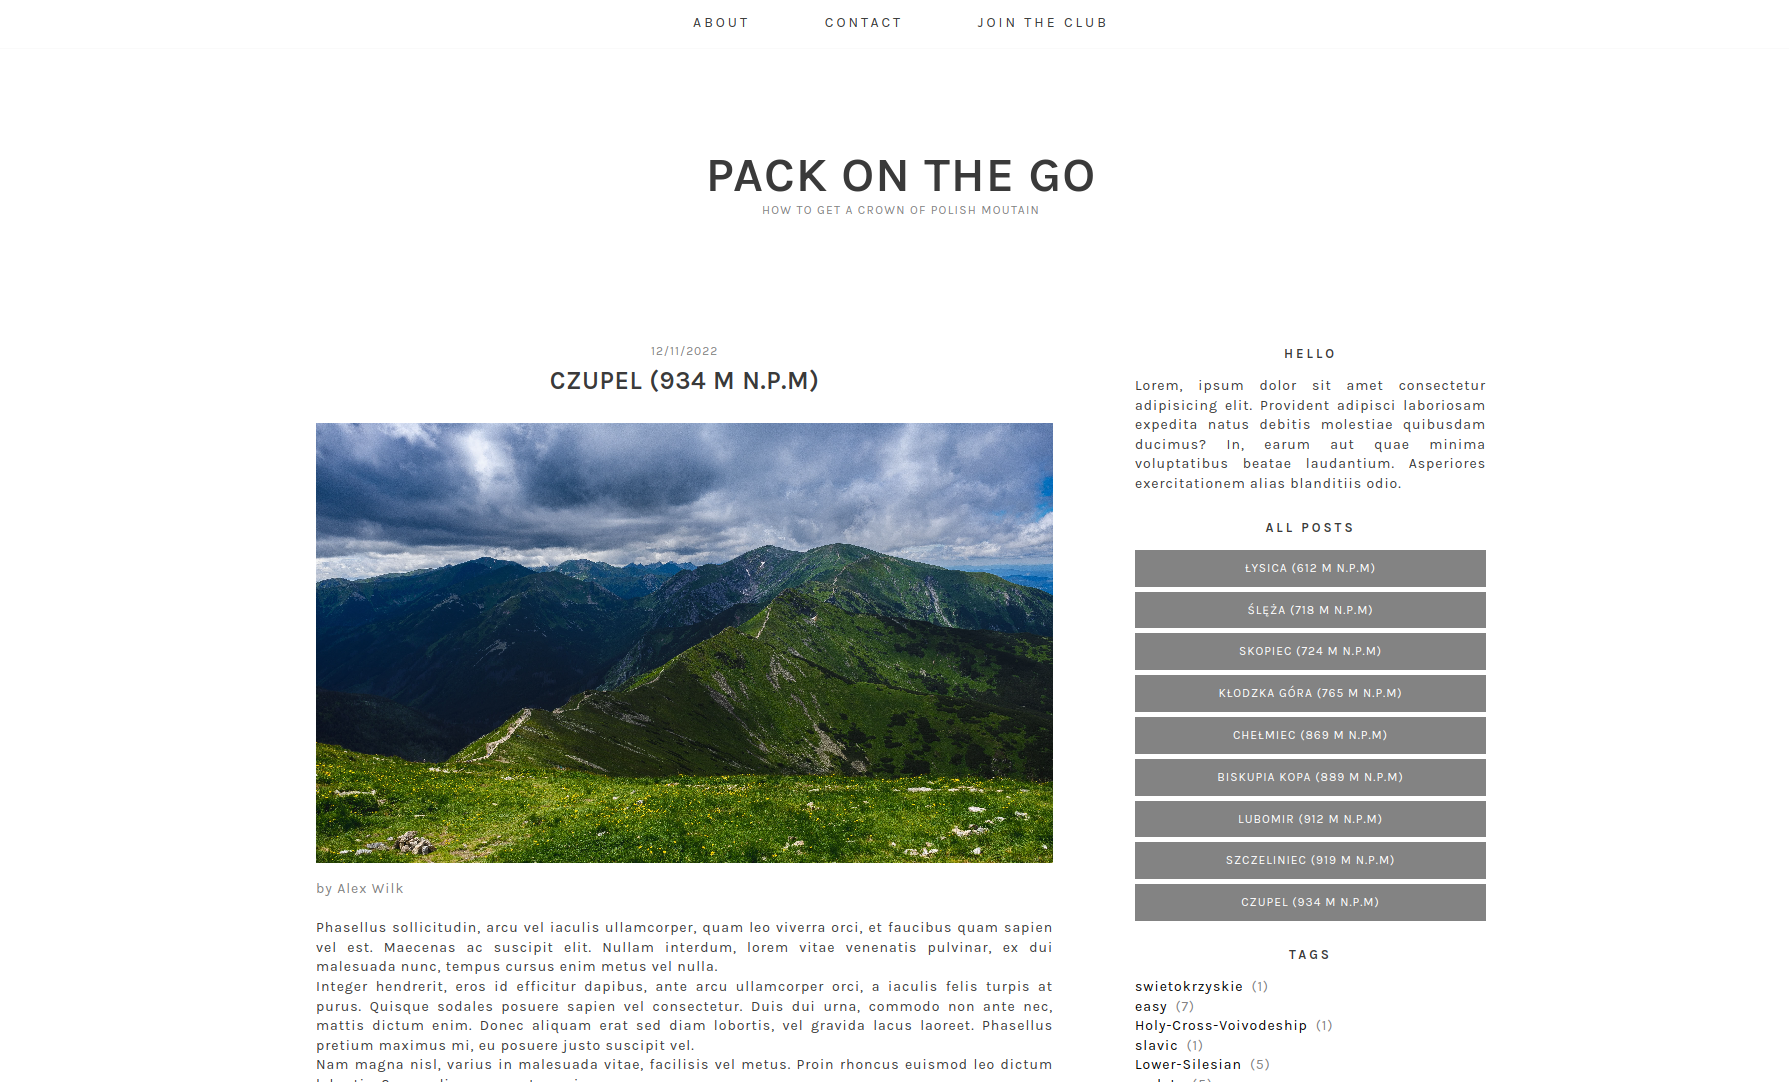 ABOUT
CONTACT
JOIN THE CLUB
PACK ON THE GO
HOW TO GET A CROWN OF POLISH MOUTAIN
12/11/2022
CZUPEL (934 M N.P.M)
by Alex Wilk
Phasellus sollicitudin, arcu vel iaculis ullamcorper, quam leo viverra orci, et faucibus quam sapien
vel est. Maecenas ac suscipit elit. Nullam interdum, lorem vitae venenatis pulvinar, ex dui
malesuada nunc, tempus cursus enim metus vel nulla.
Integer hendrerit, eros id efficitur dapibus, ante arcu ullamcorper orci, a iaculis felis turpis at
purus. Quisque sodales posuere sapien vel consectetur. Duis dui urna, commodo non ante nec,
mattis dictum enim. Donec aliquam erat sed diam lobortis, vel gravida lacus laoreet. Phasellus
pretium maximus mi, eu posuere justo suscipit vel.
Nam magna nisl, varius in malesuada vitae, facilisis vel metus. Proin rhoncus euismod leo dictum
HELLO
Lorem, ipsum dolor sit amet consectetur
adipisicing elit. Provident adipisci laboriosam
expedita natus debitis molestiae quibusdam
ducimus? In, earum aut quae minima
voluptatibus beatae laudantium. Asperiores
exercitationem alias blanditiis odio.
ALL POSTS
ŁYSICA (612 M N.P.M)
ŚLĘŻA (718 M N.P.M)
SKOPIEC (724 M N.P.M)
KŁODZKA GÓRA (765 M N.P.M)
CHEŁMIEC (869 M N.P.M)
BISKUPIA KOPA (889 M N.P.M)
LUBOMIR (912 M N.P.M)
SZCZELINIEC (919 M N.P.M)
CZUPEL (934 M N.P.M)
TAGS
swietokrzyskie (1)
easy (7)
Holy-Cross-Voivodeship (1)
slavic (1)
Lower-Silesian (5)